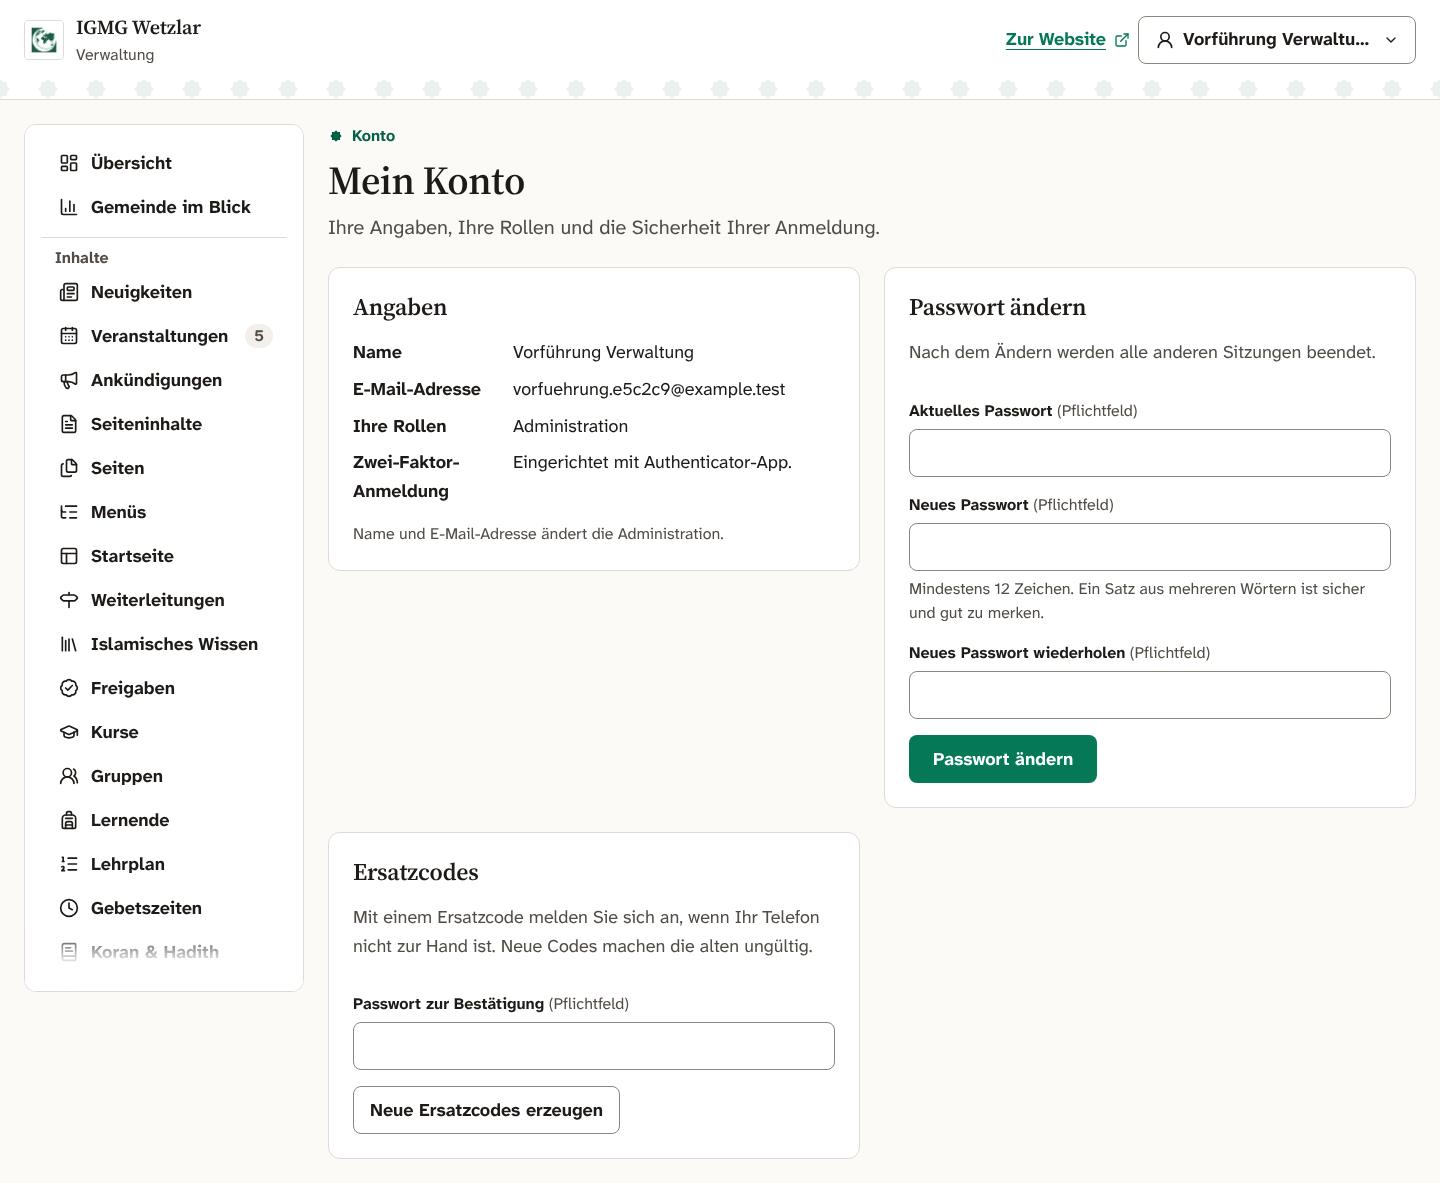 IGMG Wetzlar
Verwaltung
Zur Website
Vorführung Verwaltu...
Übersicht
Gemeinde im Blick
Inhalte
Neuigkeiten
Veranstaltungen 5
Ankündigungen
Seiteninhalte
Seiten
Menüs
Startseite
Weiterleitungen
Islamisches Wissen
Freigaben
Kurse
Gruppen
Lernende
Lehrplan
Gebetszeiten
Koran & Hadith
Konto
Mein Konto
Ihre Angaben, Ihre Rollen und die Sicherheit Ihrer Anmeldung.
Angaben
Name Vorführung Verwaltung
E-Mail-Adresse vorfuehrung.e5c2c9@example.test
Ihre Rollen Administration
Zwei-Faktor- Eingerichtet mit Authenticator-App.
Anmeldung
Name und E-Mail-Adresse ändert die Administration.
Passwort ändern
Nach dem Ändern werden alle anderen Sitzungen beendet.
Aktuelles Passwort (Pflichtfeld)
Neues Passwort (Pflichtfeld)
Mindestens 12 Zeichen. Ein Satz aus mehreren Wörtern ist sicher
und gut zu merken.
Neues Passwort wiederholen (Pflichtfeld)
Passwort ändern
Ersatzcodes
Mit einem Ersatzcode melden Sie sich an, wenn Ihr Telefon
nicht zur Hand ist. Neue Codes machen die alten ungültig.
Passwort zur Bestätigung (Pflichtfeld)
Neue Ersatzcodes erzeugen